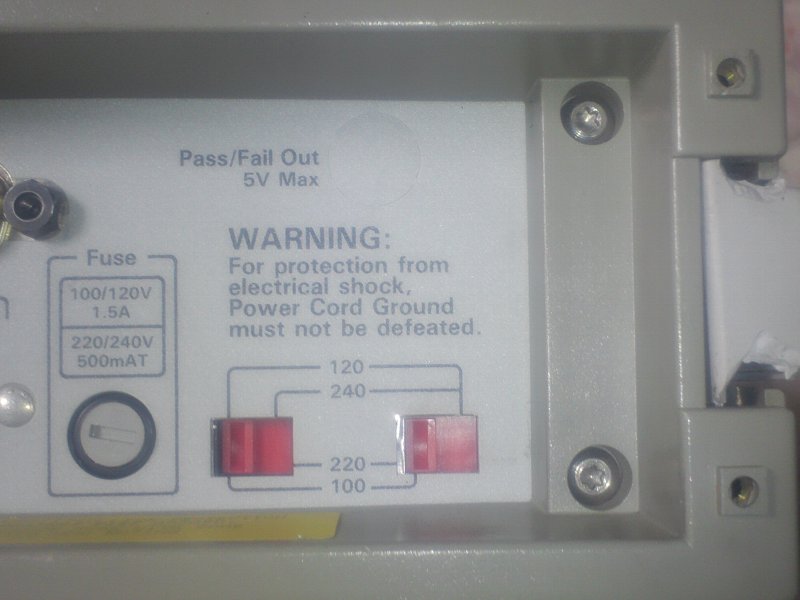 Pass/Fail Out
5V Max
WARNING:
For protection from
electrical shock,
Power Cord Ground
must not be defeated.
Fuse
100/120V
1.5A
220/240V
500mAT
120
240
220
100